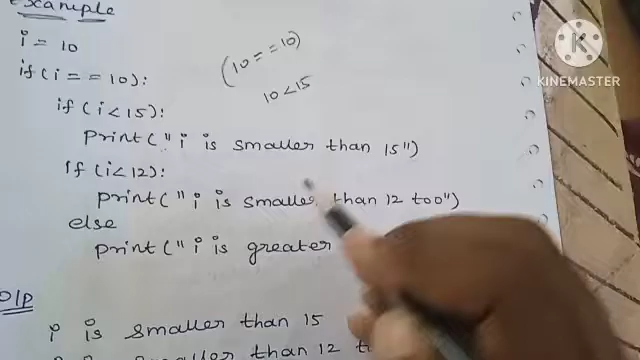 Example
i = 10
if (i == 10):
(10 == 10)
10 < 15
if (i < 15):
Print (" i is smaller than 15")
If (i < 12):
Print (" i is smaller than 12 too")
else
Print (" i is greater
O/P
i is smaller than 15
i is smaller than 12 t
KINEMASTER